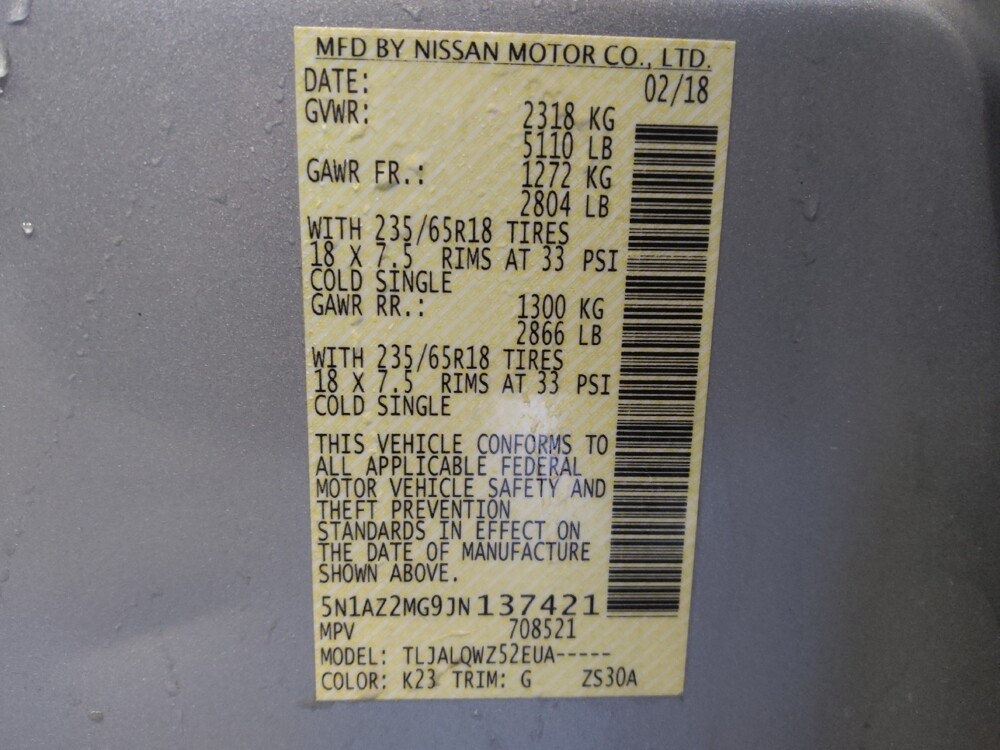 MFD BY NISSAN MOTOR CO., LTD.
DATE: 02/18
GVWR: 2318 KG
5110 LB
GAWR FR.: 1272 KG
2804 LB
WITH 235/65R18 TIRES
18 X 7.5 RIMS AT 33 PSI
COLD SINGLE
GAWR RR.: 1300 KG
2866 LB
WITH 235/65R18 TIRES
18 X 7.5 RIMS AT 33 PSI
COLD SINGLE
THIS VEHICLE CONFORMS TO
ALL APPLICABLE FEDERAL
MOTOR VEHICLE SAFETY AND
THEFT PREVENTION
STANDARDS IN EFFECT ON
THE DATE OF MANUFACTURE
SHOWN ABOVE.
5N1AZ2MG9JN137421
MPV 708521
MODEL: TLJALQWZ52EUA-----
COLOR: K23 TRIM: G ZS30A